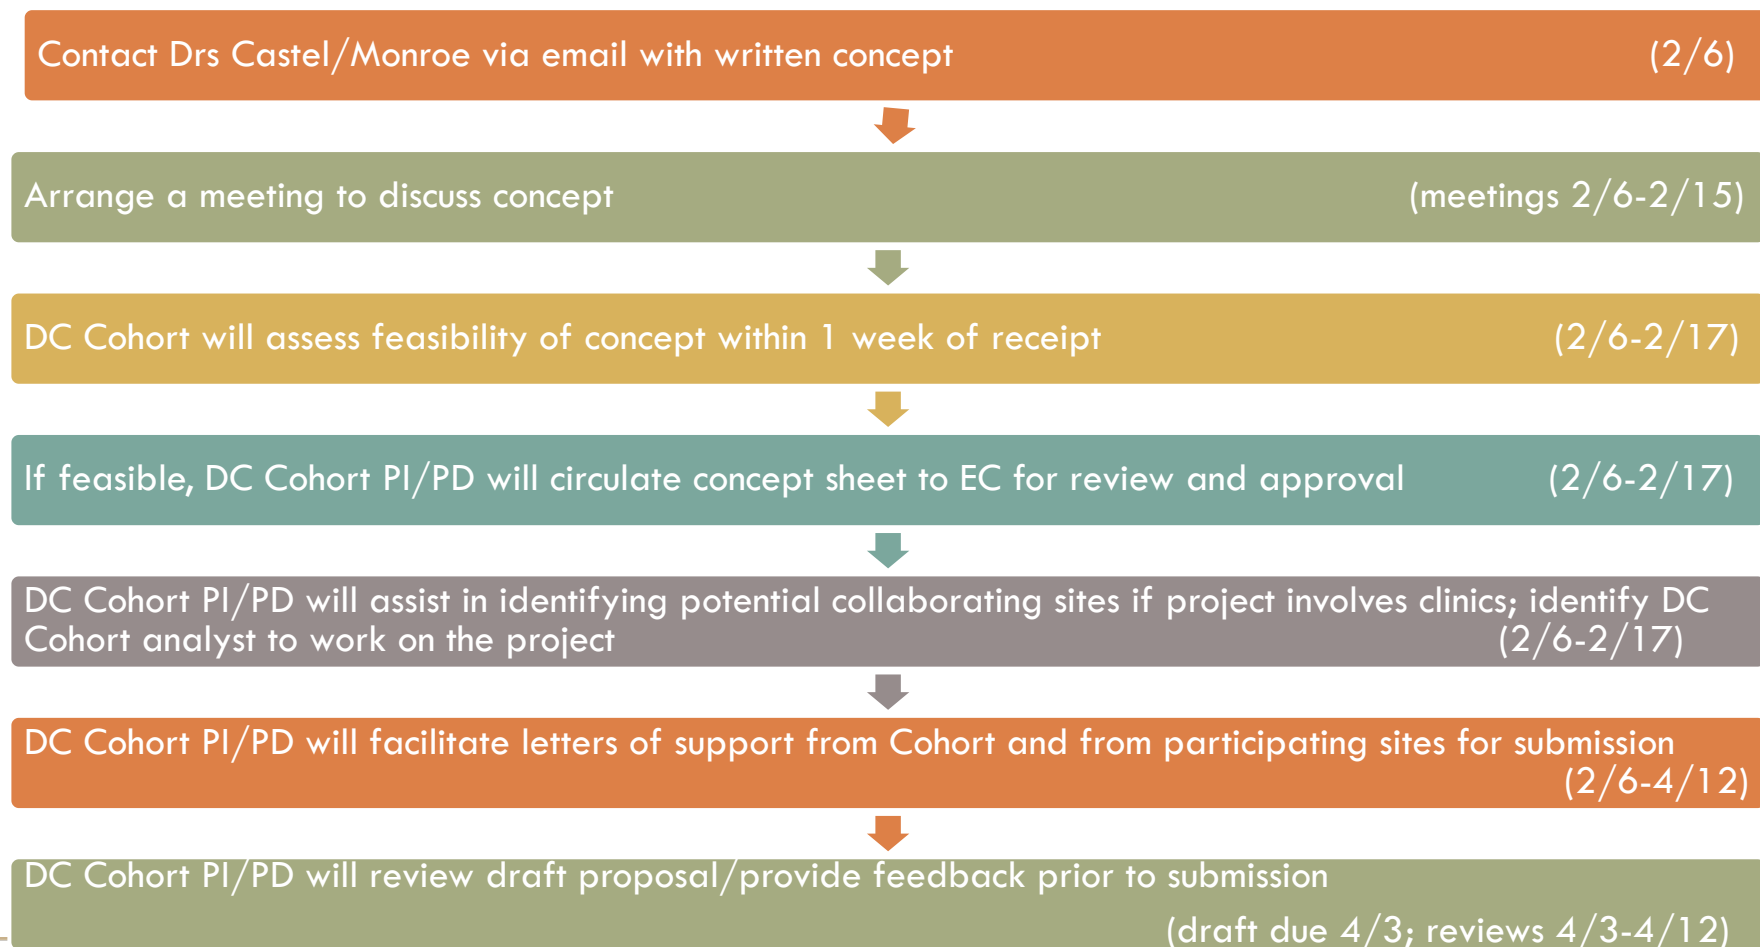 Contact Drs Castel/Monroe via email with written concept (2/6)
Arrange a meeting to discuss concept (meetings 2/6-2/15)
DC Cohort will assess feasibility of concept within 1 week of receipt (2/6-2/17)
If feasible, DC Cohort PI/PD will circulate concept sheet to EC for review and approval (2/6-2/17)
DC Cohort PI/PD will assist in identifying potential collaborating sites if project involves clinics; identify DC
Cohort analyst to work on the project (2/6-2/17)
DC Cohort PI/PD will facilitate letters of support from Cohort and from participating sites for submission
(2/6-4/12)
DC Cohort PI/PD will review draft proposal/provide feedback prior to submission
(draft due 4/3; reviews 4/3-4/12)